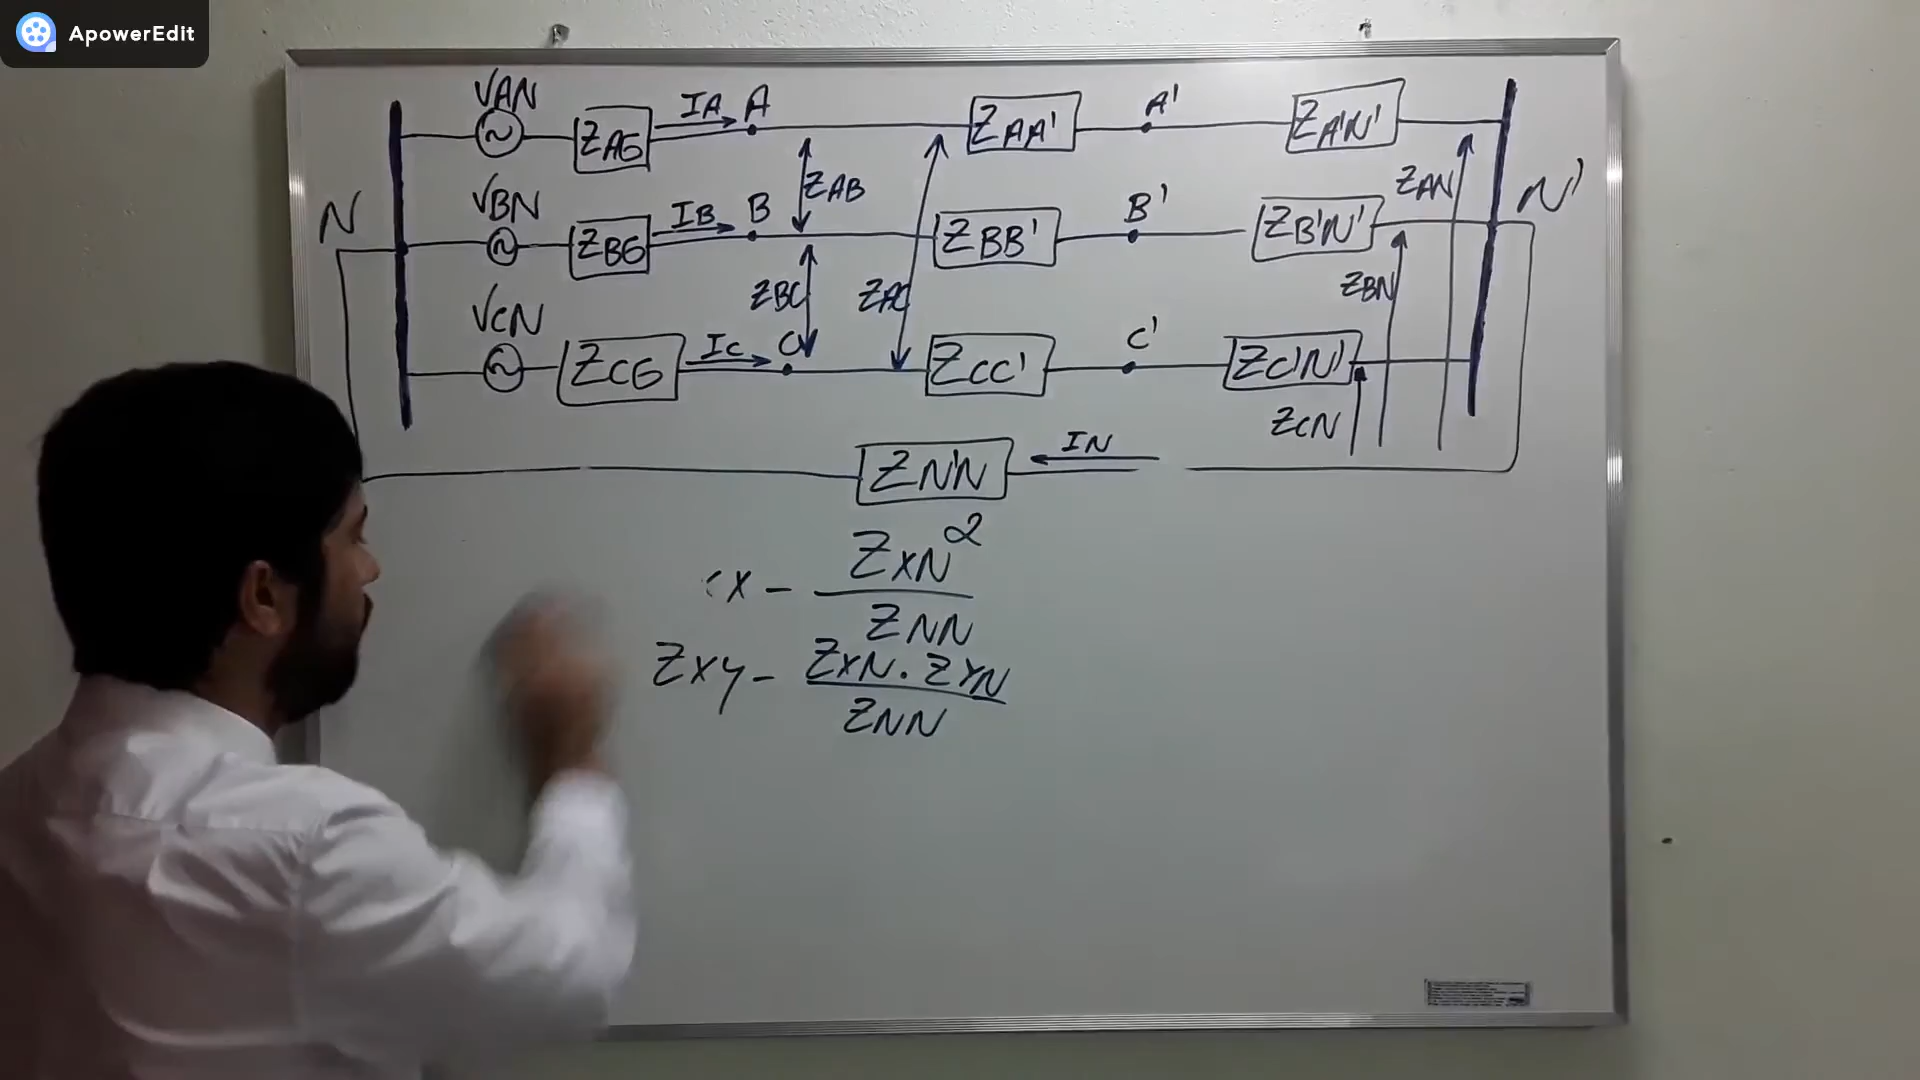 ApowerEdit
VAN
ZAG
IA
A
ZAA'
A'
ZA'N'
ZAB
ZAN
N
VBN
ZBG
IB
B
ZBB'
B'
ZB'N'
N'
ZBC
ZAC
ZBN
VCN
ZCG
IC
C
ZCC'
C'
ZC'N'
ZCN
ZN'N
IN
X - ZXN²
ZNN
ZXY - ZXN . ZYN
ZNN